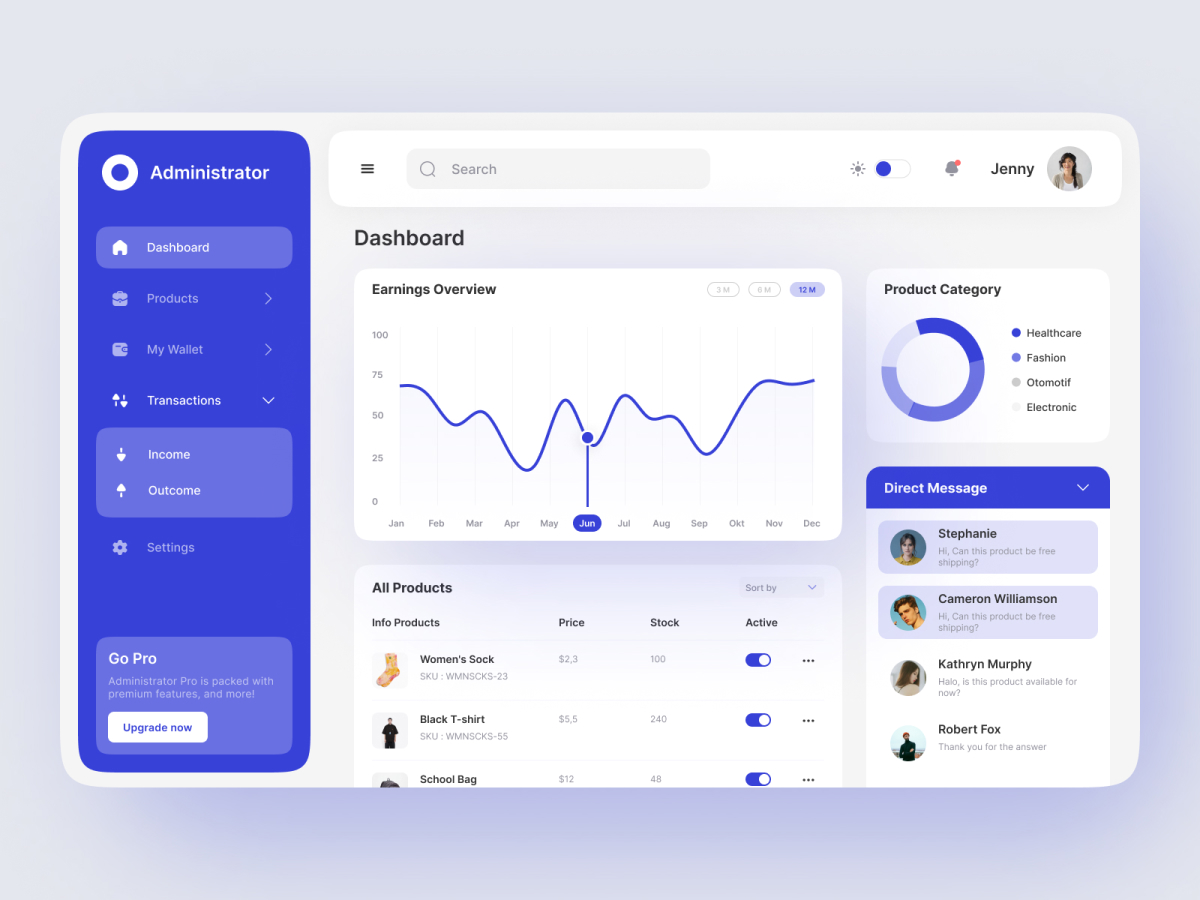 Administrator
Dashboard
Products
My Wallet
Transactions
Income
Outcome
Settings
Go Pro
Administrator Pro is packed with
premium features, and more!
Upgrade now
Search
Jenny
Dashboard
Earnings Overview
3 M
6 M
12 M
100
75
50
25
0
Jan
Feb
Mar
Apr
May
Jun
Jul
Aug
Sep
Okt
Nov
Dec
Product Category
Healthcare
Fashion
Otomotif
Electronic
All Products
Sort by
Info Products
Price
Stock
Active
Women's Sock
SKU : WMNSCKS-23
$2,3
100
Black T-shirt
SKU : WMNSCKS-55
$5,5
240
School Bag
$12
48
Direct Message
Stephanie
Hi, Can this product be free
shipping?
Cameron Williamson
Hi, Can this product be free
shipping?
Kathryn Murphy
Halo, is this product available for
now?
Robert Fox
Thank you for the answer